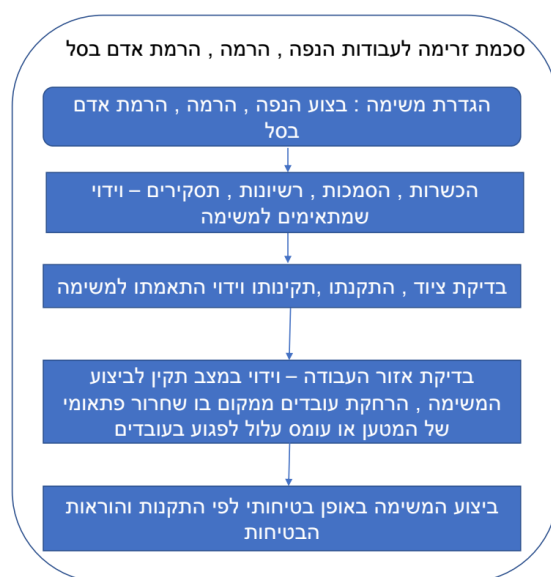 סכמת זרימה לעבודות הנפה , הרמה , הרמת אדם בסל
הגדרת משימה : בצוע הנפה , הרמה , הרמת אדם
בסל
הכשרות , הסמכות , רשיונות , תסקירים – וידוי
שמתאימים למשימה
בדיקת ציוד , התקנתו ,תקינותו וידוי התאמתו למשימה
בדיקת אזור העבודה – וידוי במצב תקין לביצוע
המשימה , הרחקת עובדים ממקום בו שחרור פתאומי
של המטען או עומס עלול לפגוע בעובדים
ביצוע המשימה באופן בטיחותי לפי התקנות והוראות
הבטיחות